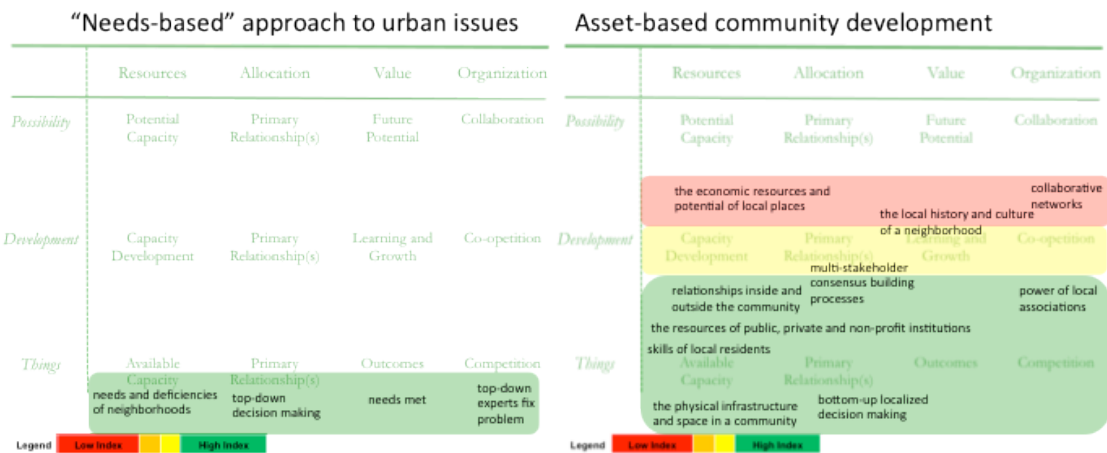 “Needs-based” approach to urban issues
Resources Allocation Value Organization
Possibility Potential Capacity Primary Relationship(s) Future Potential Collaboration
Development Capacity Development Primary Relationship(s) Learning and Growth Co-opetition
Things Available Capacity Primary Relationship(s) Outcomes Competition
needs and deficiencies
of neighborhoods
top-down
decision making
needs met
top-down
experts fix
problem
Legend Low Index High Index
Asset-based community development
Resources Allocation Value Organization
Possibility Potential Capacity Primary Relationship(s) Future Potential Collaboration
the economic resources and
potential of local places
collaborative
networks
the local history and culture
of a neighborhood
Development Capacity Development Primary Relationship(s) Learning and Growth Co-opetition
multi-stakeholder
consensus building
processes
relationships inside and
outside the community
power of local
associations
the resources of public, private and non-profit institutions
skills of local residents
Things Available Capacity Primary Relationship(s) Outcomes Competition
the physical infrastructure
and space in a community
bottom-up localized
decision making
Legend Low Index High Index